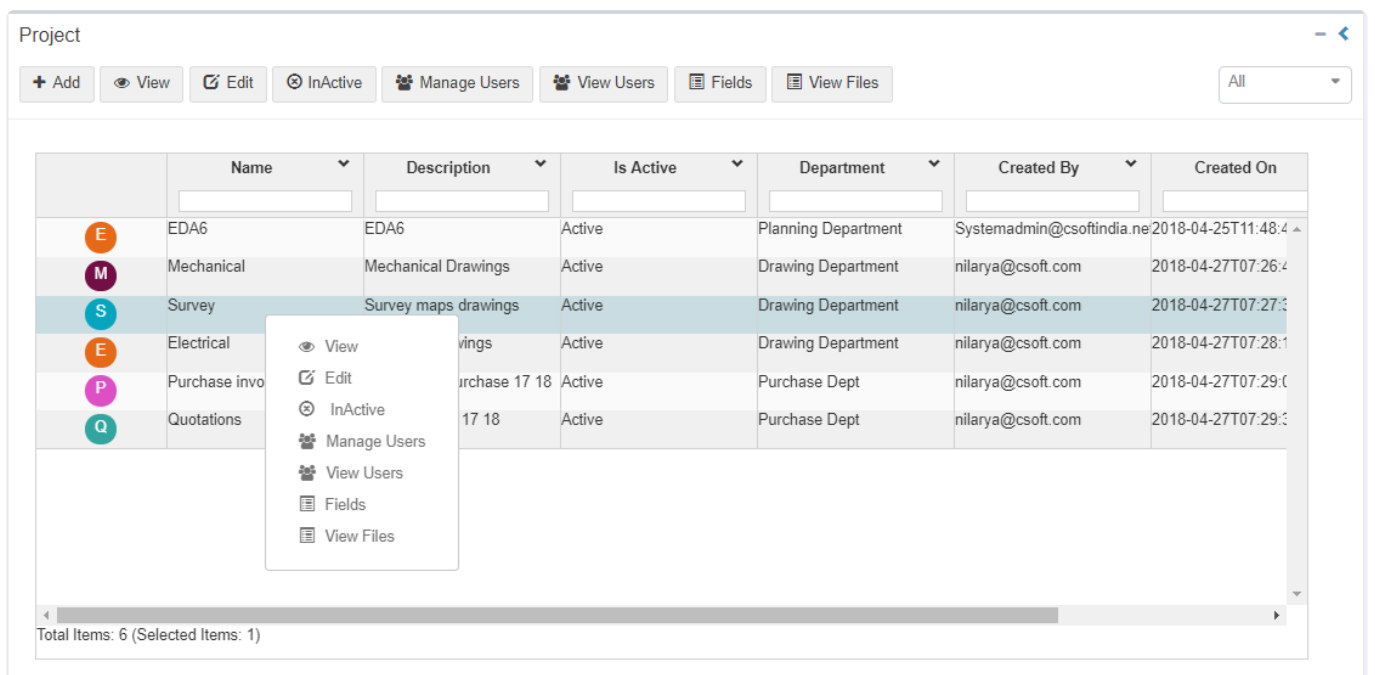 Project
Add View Edit InActive Manage Users View Users Fields View Files All
Name Description Is Active Department Created By Created On
E EDA6 EDA6 Active Planning Department Systemadmin@csoftindia.ne 2018-04-25T11:48:4
M Mechanical Mechanical Drawings Active Drawing Department nilarya@csoft.com 2018-04-27T07:26:4
S Survey Survey maps drawings Active Drawing Department nilarya@csoft.com 2018-04-27T07:27:3
E Electrical wings Active Drawing Department nilarya@csoft.com 2018-04-27T07:28:1
P Purchase invo urchase 17 18 Active Purchase Dept nilarya@csoft.com 2018-04-27T07:29:0
Q Quotations 17 18 Active Purchase Dept nilarya@csoft.com 2018-04-27T07:29:3
View
Edit
InActive
Manage Users
View Users
Fields
View Files
Total Items: 6 (Selected Items: 1)